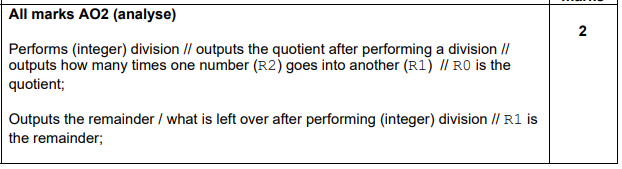 All marks AO2 (analyse)
2
Performs (integer) division // outputs the quotient after performing a division //
outputs how many times one number (R2) goes into another (R1) // R0 is the
quotient;
Outputs the remainder / what is left over after performing (integer) division // R1 is
the remainder;